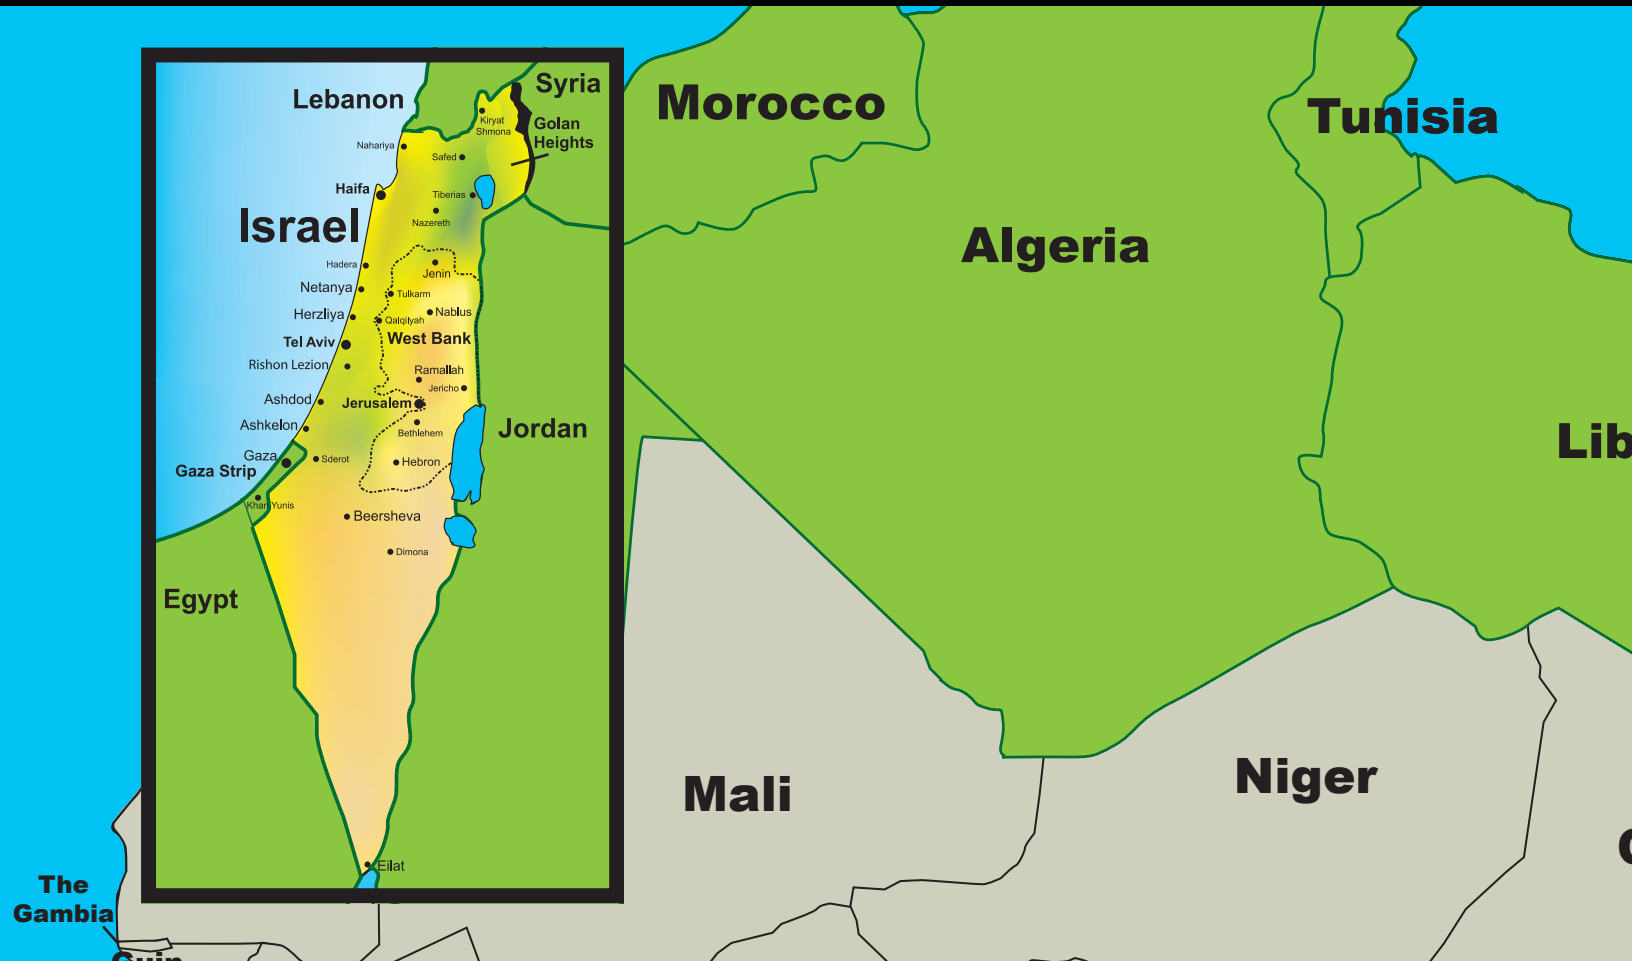 Lebanon
Syria
Kiryat
Shmona
Golan
Heights
Nahariya
Safed
Haifa
Tiberias
Israel
Nazereth
Hadera
Jenin
Netanya
Tulkarm
Herzliya
Nablus
Qalqilyah
Tel Aviv
West Bank
Rishon Lezion
Ramallah
Jericho
Ashdod
Jerusalem
Ashkelon
Bethlehem
Jordan
Gaza
Sderot
Hebron
Gaza Strip
Khan Yunis
Beersheva
Dimona
Egypt
Eilat
Morocco
Tunisia
Algeria
Lib
Mali
Niger
The
Gambia